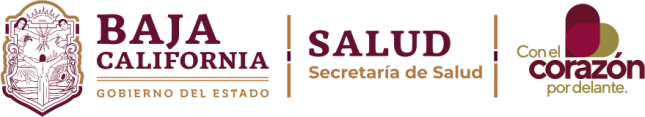 BAJA
CALIFORNIA
GOBIERNO DEL ESTADO
SALUD
Secretaría de Salud
Con el
corazón
por delante.